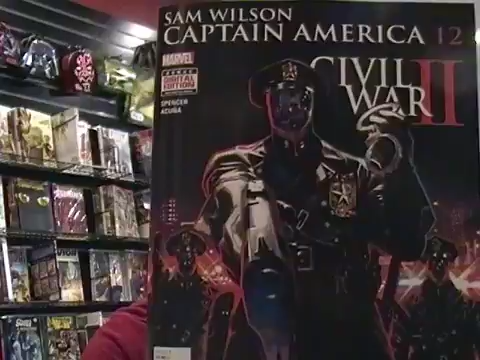 SAM WILSON
CAPTAIN AMERICA 12
MARVEL
DIGITAL
EDITION
SPENCER
ACUÑA
CIVIL
WAR II